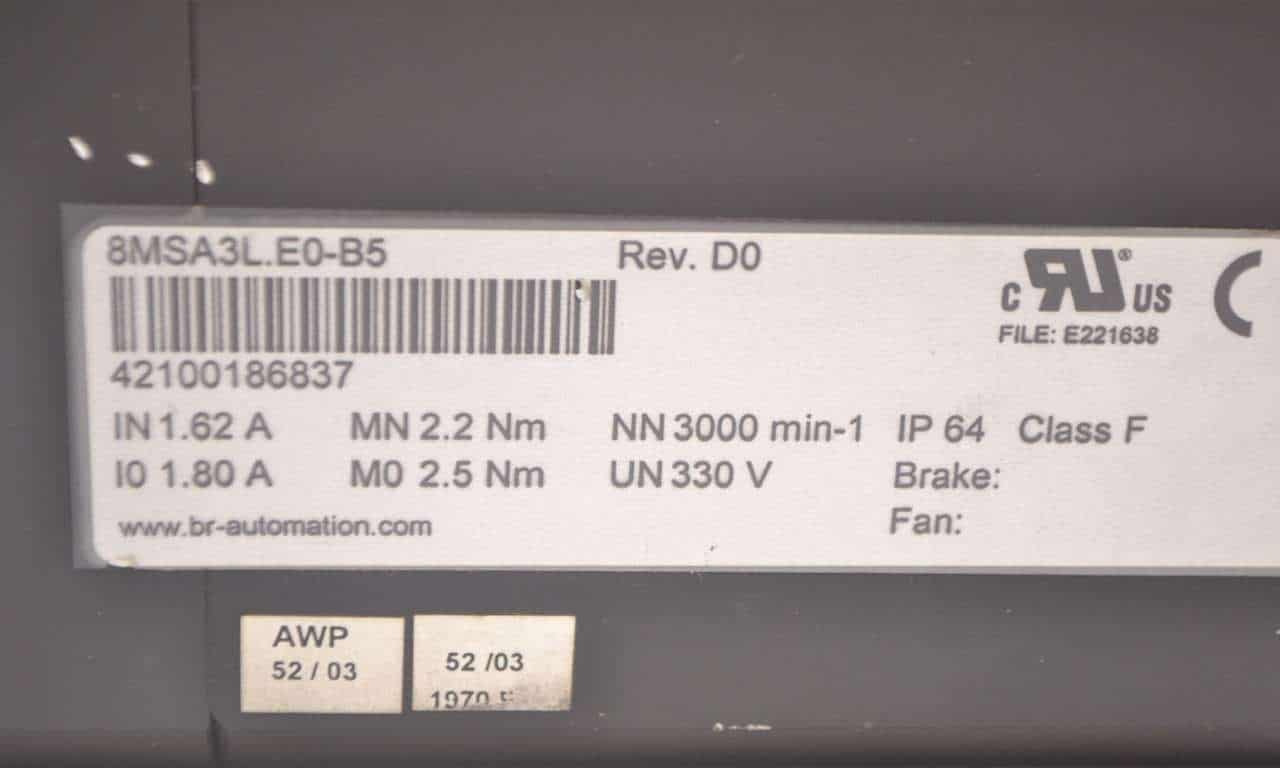 8MSA3L.E0-B5 Rev. D0
C RU® US
FILE: E221638
42100186837
IN 1.62 A MN 2.2 Nm NN 3000 min-1 IP 64 Class F
I0 1.80 A M0 2.5 Nm UN 330 V Brake:
www.br-automation.com Fan:
AWP
52 / 03
52 /03